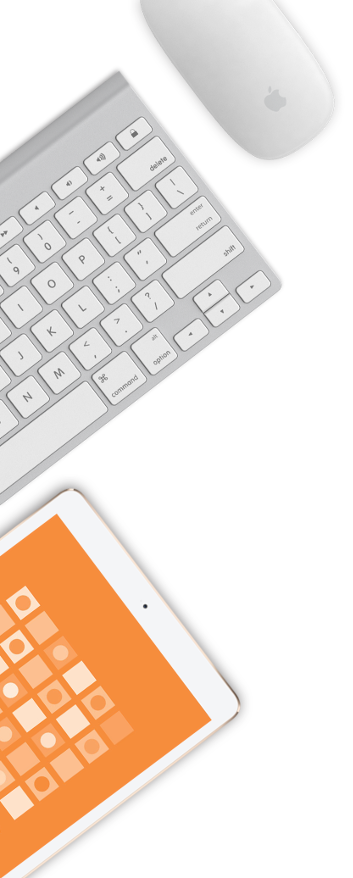 delete
+ =
_ -
) 0
( 9
| \
} ]
{ [
P
O
I
enter
return
" '
: ;
L
K
J
shift
? /
> .
< ,
M
N
alt
option
⌘
command